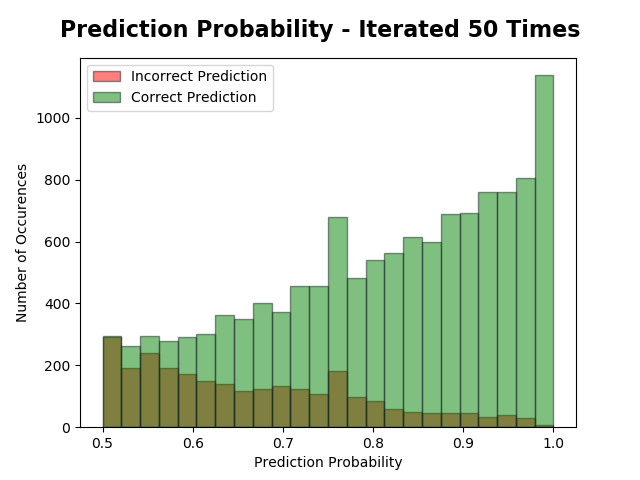 Prediction Probability - Iterated 50 Times
Incorrect Prediction
Correct Prediction
Number of Occurences
1000
800
600
400
200
0
0.5 0.6 0.7 0.8 0.9 1.0
Prediction Probability